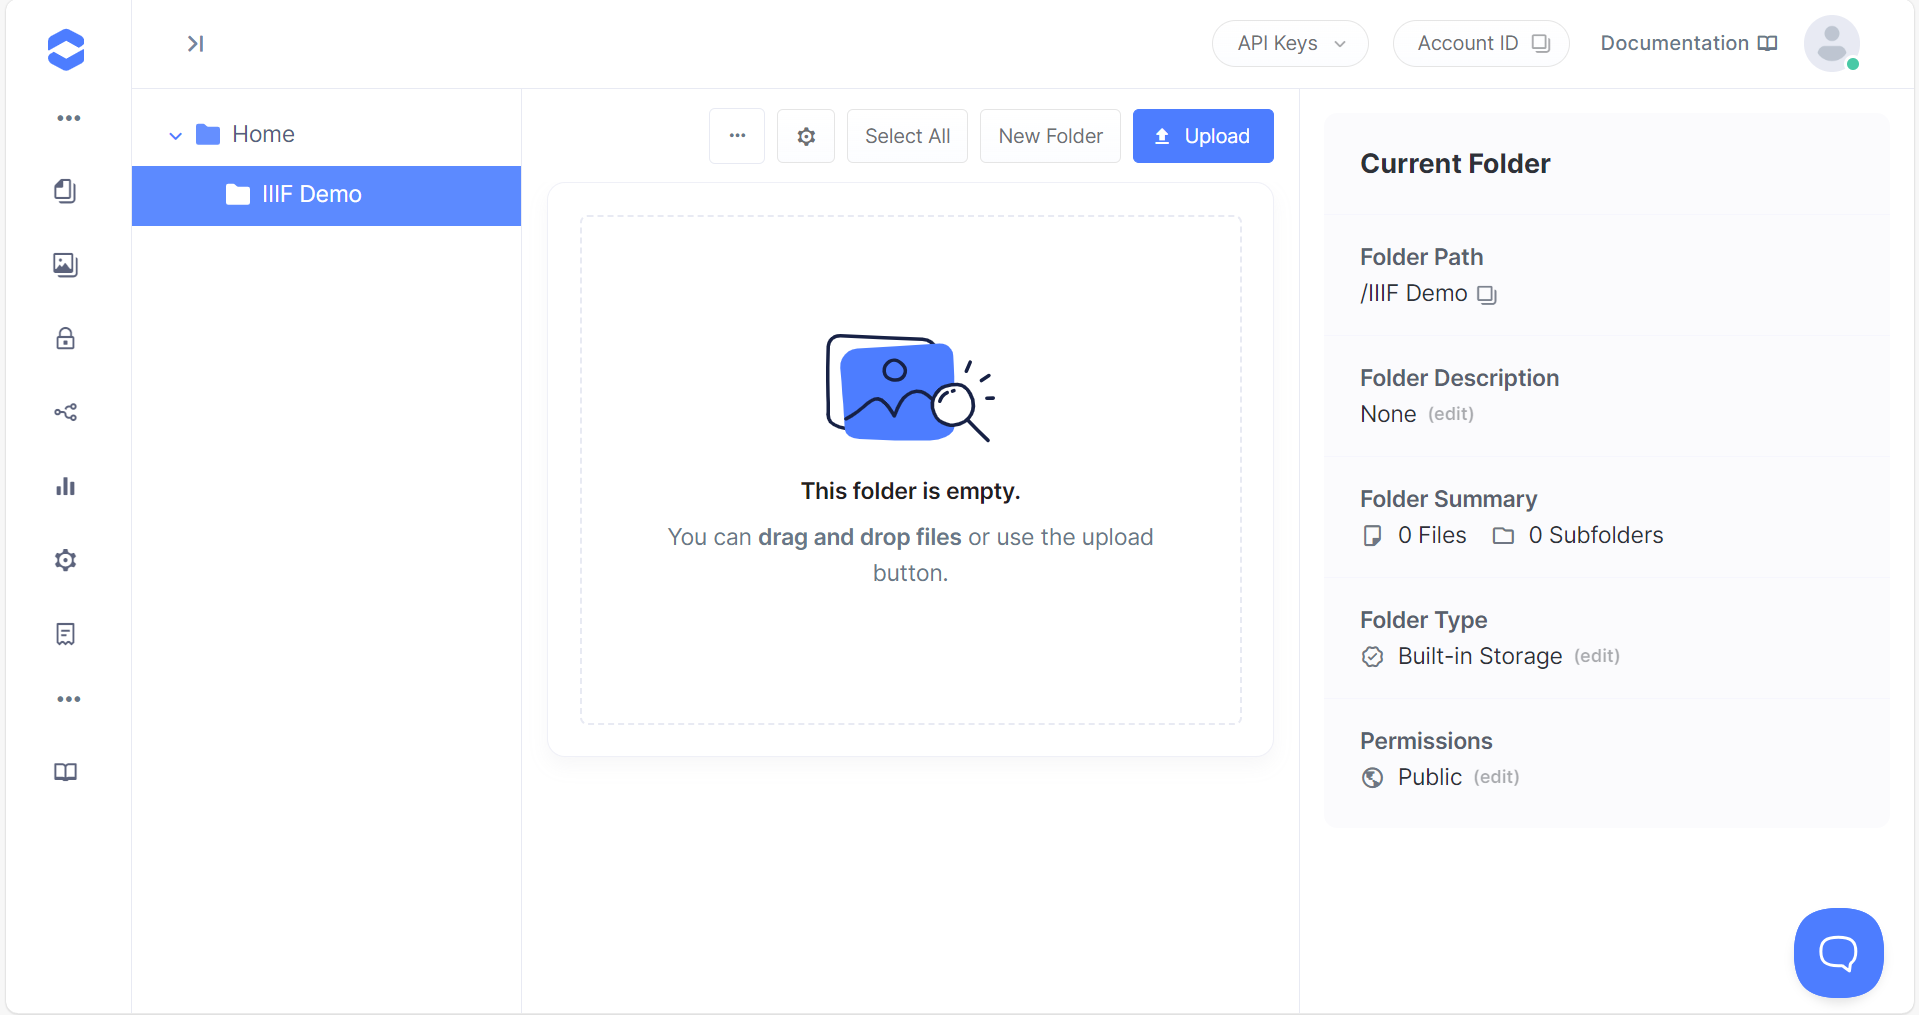 API Keys
Account ID
Documentation
Home
IIIF Demo
Select All
New Folder
Upload
This folder is empty.
You can drag and drop files or use the upload
button.
Current Folder
Folder Path
/IIIF Demo
Folder Description
None (edit)
Folder Summary
0 Files 0 Subfolders
Folder Type
Built-in Storage (edit)
Permissions
Public (edit)